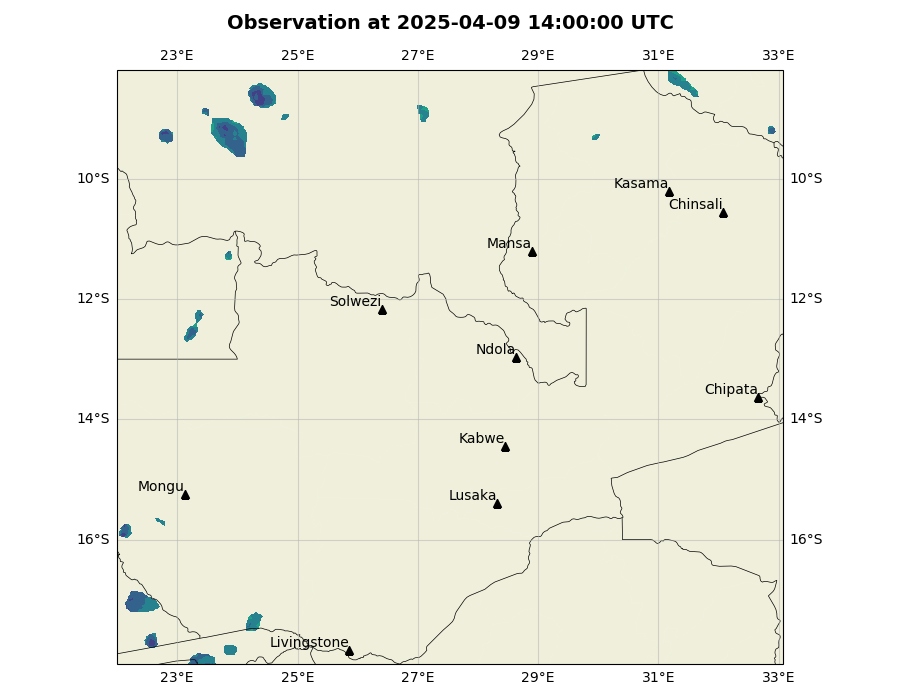 Observation at 2025-04-09 14:00:00 UTC
23°E 25°E 27°E 29°E 31°E 33°E
10°S 10°S
Kasama
Chinsali
Mansa
12°S 12°S
Solwezi
Ndola
Chipata
14°S 14°S
Kabwe
Mongu
Lusaka
16°S 16°S
Livingstone
23°E 25°E 27°E 29°E 31°E 33°E